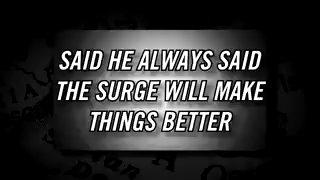 SAID HE ALWAYS SAID
THE SURGE WILL MAKE
THINGS BETTER